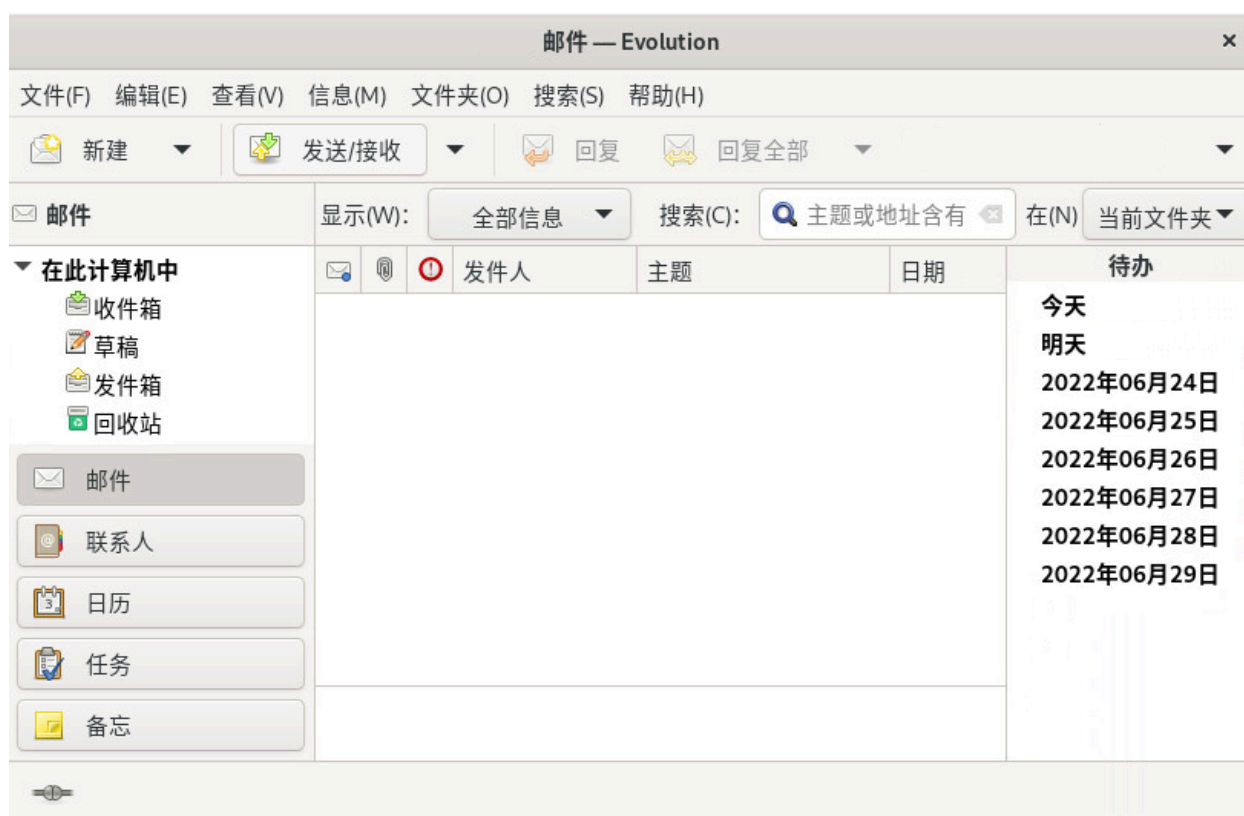 邮件 — Evolution
文件(F) 编辑(E) 查看(V) 信息(M) 文件夹(O) 搜索(S) 帮助(H)
新建 发送/接收 回复 回复全部
邮件 显示(W): 全部信息 搜索(C): 主题或地址含有 在(N) 当前文件夹
在此计算机中
收件箱
草稿
发件箱
回收站
邮件
联系人
日历
任务
备忘
发件人 主题 日期
待办
今天
明天
2022年06月24日
2022年06月25日
2022年06月26日
2022年06月27日
2022年06月28日
2022年06月29日